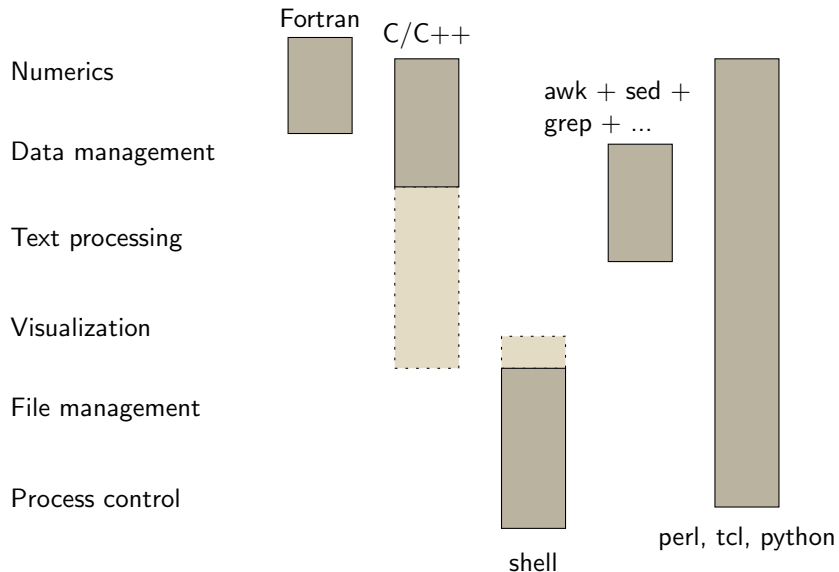 Fortran
C/C++
Numerics
awk + sed +
grep + ...
Data management
Text processing
Visualization
File management
Process control
perl, tcl, python
shell